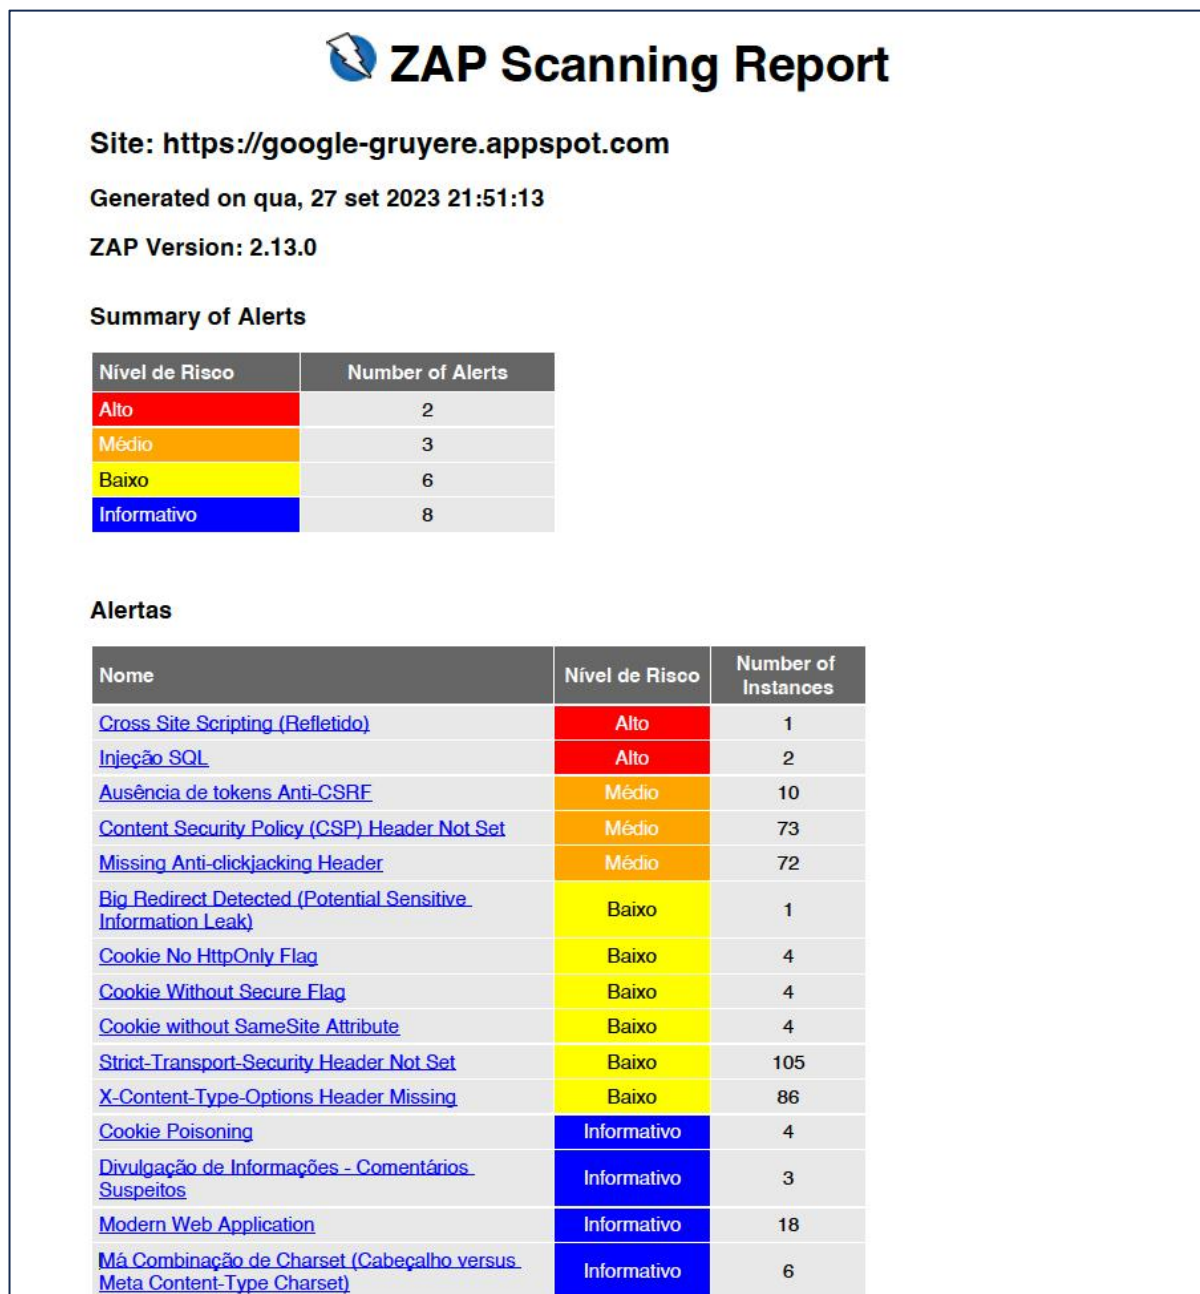 ZAP Scanning Report
Site: https://google-gruyere.appspot.com
Generated on qua, 27 set 2023 21:51:13
ZAP Version: 2.13.0
Summary of Alerts
Nível de Risco Number of Alerts
Alto 2
Médio 3
Baixo 6
Informativo 8
Alertas
Nome Nível de Risco Number of
Instances
Cross Site Scripting (Refletido) Alto 1
Injeção SQL Alto 2
Ausência de tokens Anti-CSRF Médio 10
Content Security Policy (CSP) Header Not Set Médio 73
Missing Anti-clickjacking Header Médio 72
Big Redirect Detected (Potential Sensitive
Information Leak) Baixo 1
Cookie No HttpOnly Flag Baixo 4
Cookie Without Secure Flag Baixo 4
Cookie without SameSite Attribute Baixo 4
Strict-Transport-Security Header Not Set Baixo 105
X-Content-Type-Options Header Missing Baixo 86
Cookie Poisoning Informativo 4
Divulgação de Informações - Comentários
Suspeitos Informativo 3
Modern Web Application Informativo 18
Má Combinação de Charset (Cabeçalho versus
Meta Content-Type Charset) Informativo 6